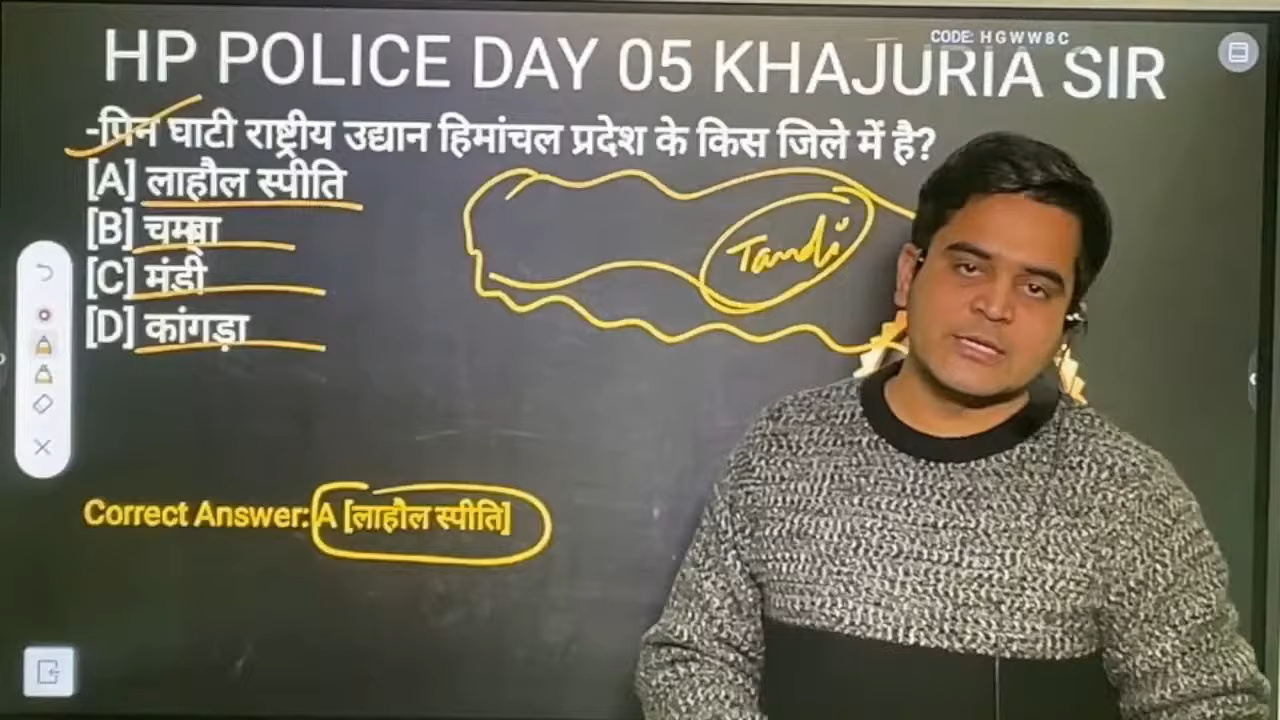 CODE: HGWW8C
HP POLICE DAY 05 KHAJURIA SIR
-पिन घाटी राष्ट्रीय उद्यान हिमांचल प्रदेश के किस जिले में है?
[A] लाहौल स्पीति
[B] चम्बा
[C] मंडी
[D] कांगड़ा
Tandi
Correct Answer: A [लाहौल स्पीति]